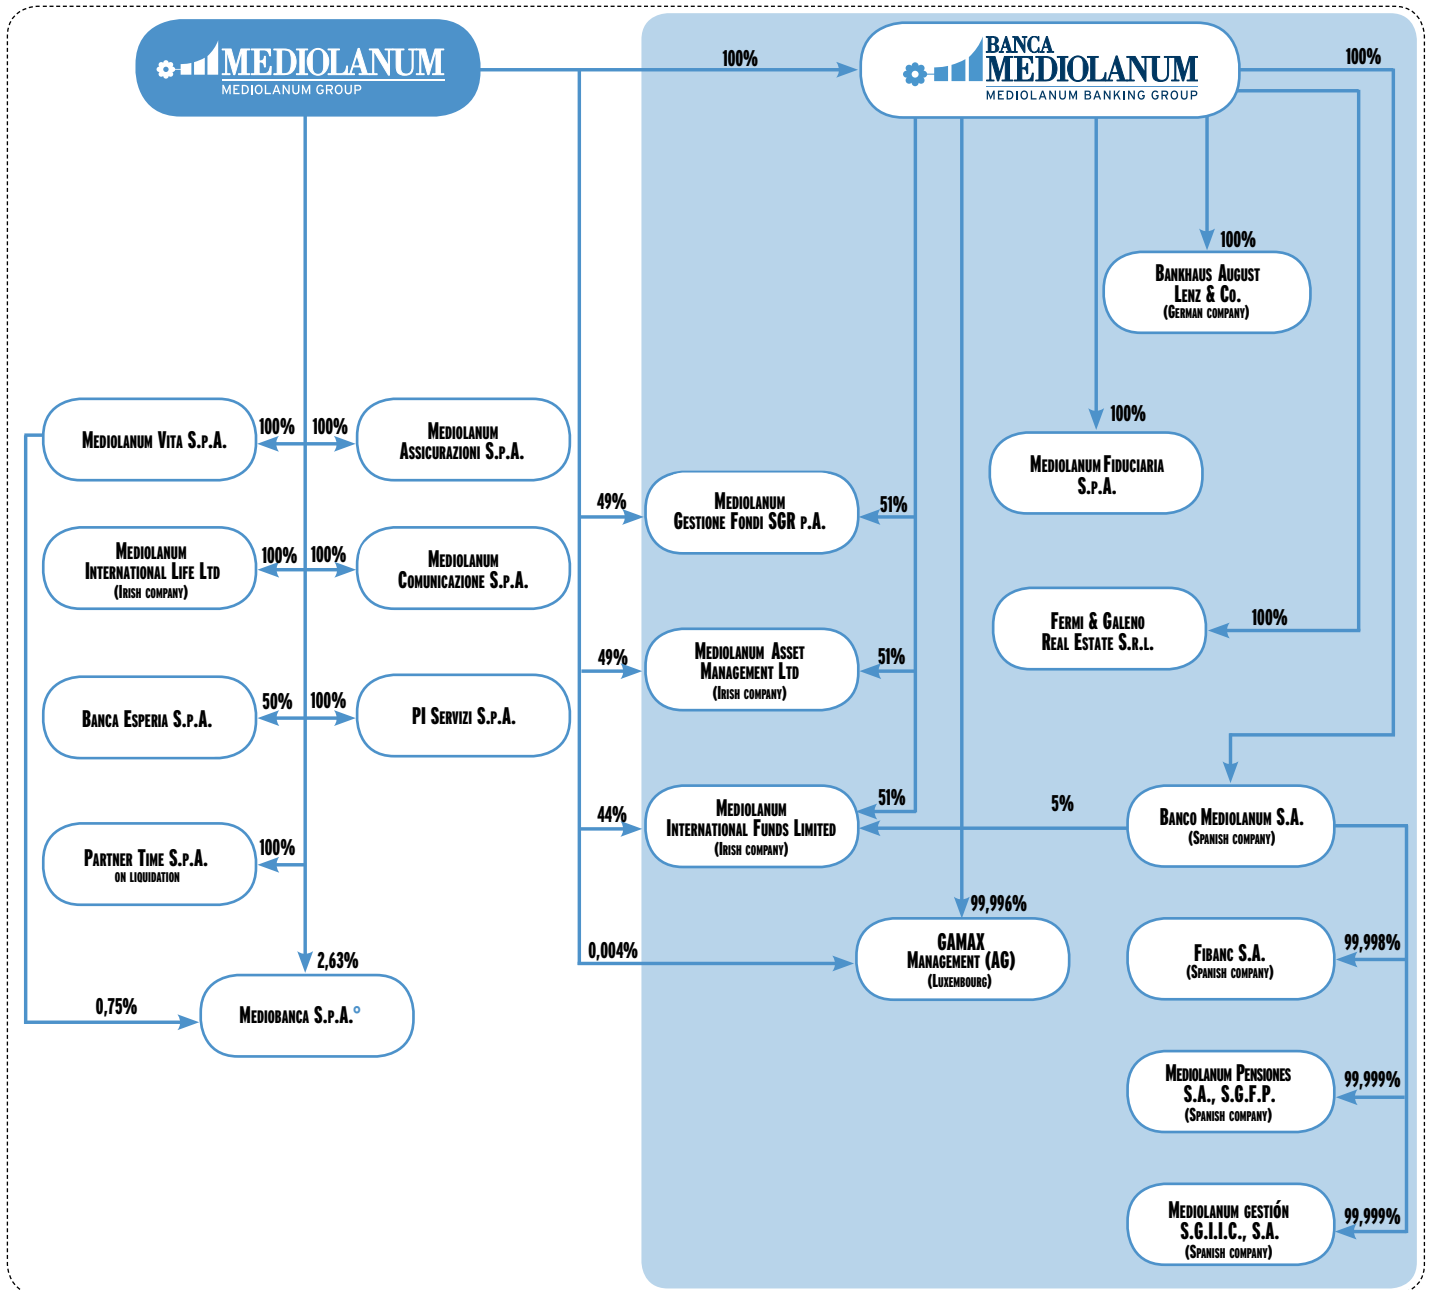 MEDIOLANUM
MEDIOLANUM GROUP
100%
BANCA
MEDIOLANUM
MEDIOLANUM BANKING GROUP
100%
100%
Bankhaus August
Lenz & Co.
(German company)
Mediolanum Vita S.p.A.
100%
100%
Mediolanum
Assicurazioni S.p.A.
100%
Mediolanum Fiduciaria
S.p.A.
49%
Mediolanum
Gestione Fondi SGR p.A.
51%
Mediolanum
International Life Ltd
(Irish company)
100%
100%
Mediolanum
Comunicazione S.p.A.
Fermi & Galeno
Real Estate S.r.l.
100%
49%
Mediolanum Asset
Management Ltd
(Irish company)
51%
Banca Esperia S.p.A.
50%
100%
PI Servizi S.p.A.
44%
Mediolanum
International Funds Limited
(Irish company)
51%
5%
Banco Mediolanum S.A.
(Spanish company)
Partner Time S.p.A.
on liquidation
100%
99,996%
0,004%
GAMAX
Management (AG)
(Luxembourg)
Fibanc S.A.
(Spanish company)
99,998%
2,63%
0,75%
Mediobanca S.p.A.°
Mediolanum Pensiones
S.A., S.G.F.P.
(Spanish company)
99,999%
Mediolanum gestión
S.G.I.I.C., S.A.
(Spanish company)
99,999%